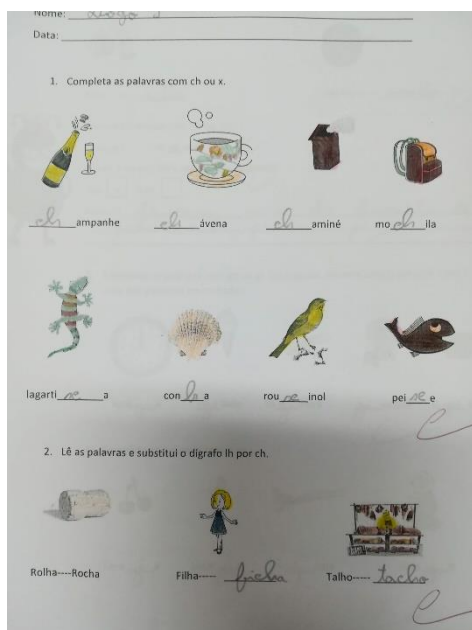 Nome:
Data:
1. Completa as palavras com ch ou x.
champanhe chávena chaminé mochila
lagartixa concha rouxinol peixe
2. Lê as palavras e substitui o dígrafo lh por ch.
Rolha----Rocha Filha----- ficha Talho----- tacho